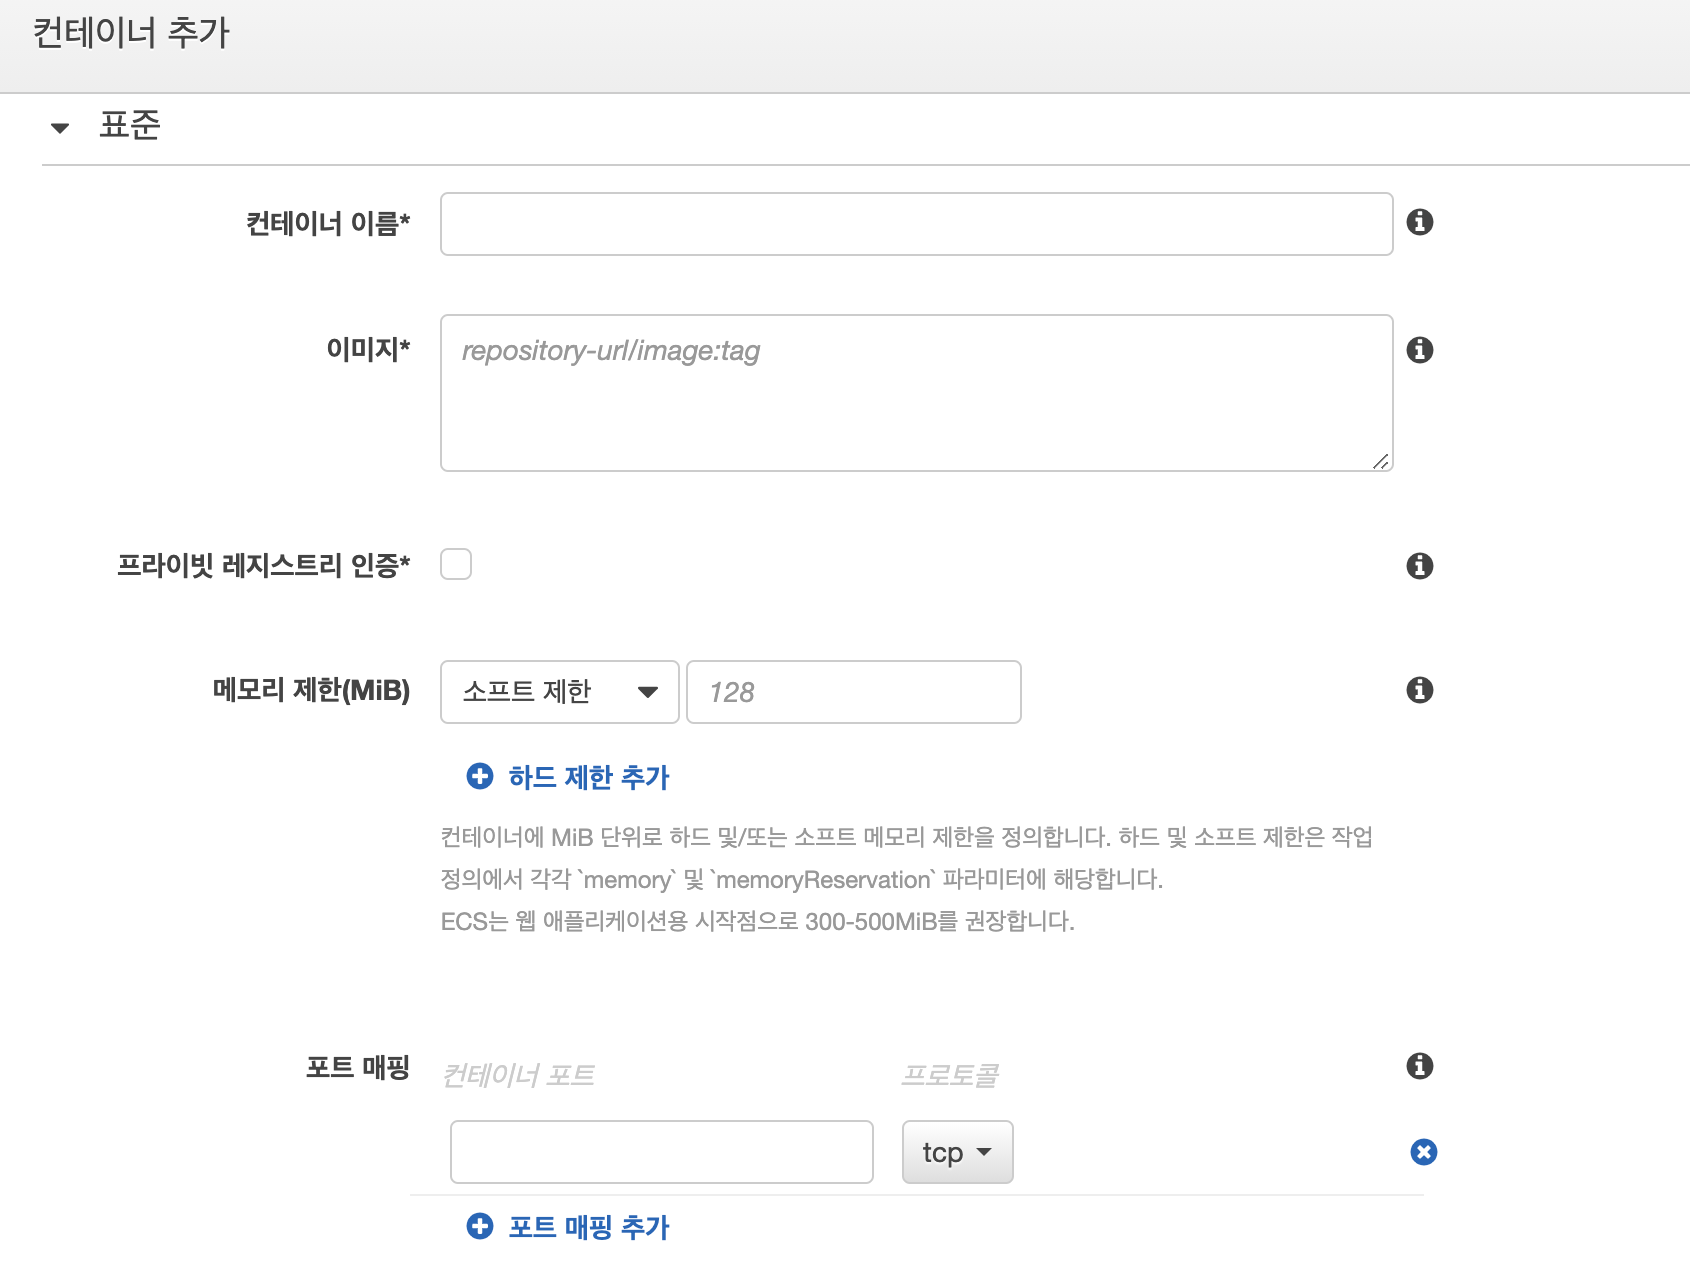 컨테이너 추가
표준
컨테이너 이름*
이미지*
repository-url/image:tag
프라이빗 레지스트리 인증*
메모리 제한(MiB)
소프트 제한
128
하드 제한 추가
컨테이너에 MiB 단위로 하드 및/또는 소프트 메모리 제한을 정의합니다. 하드 및 소프트 제한은 작업
정의에서 각각 `memory` 및 `memoryReservation` 파라미터에 해당합니다.
ECS는 웹 애플리케이션용 시작점으로 300-500MiB를 권장합니다.
포트 매핑
컨테이너 포트
프로토콜
tcp
포트 매핑 추가